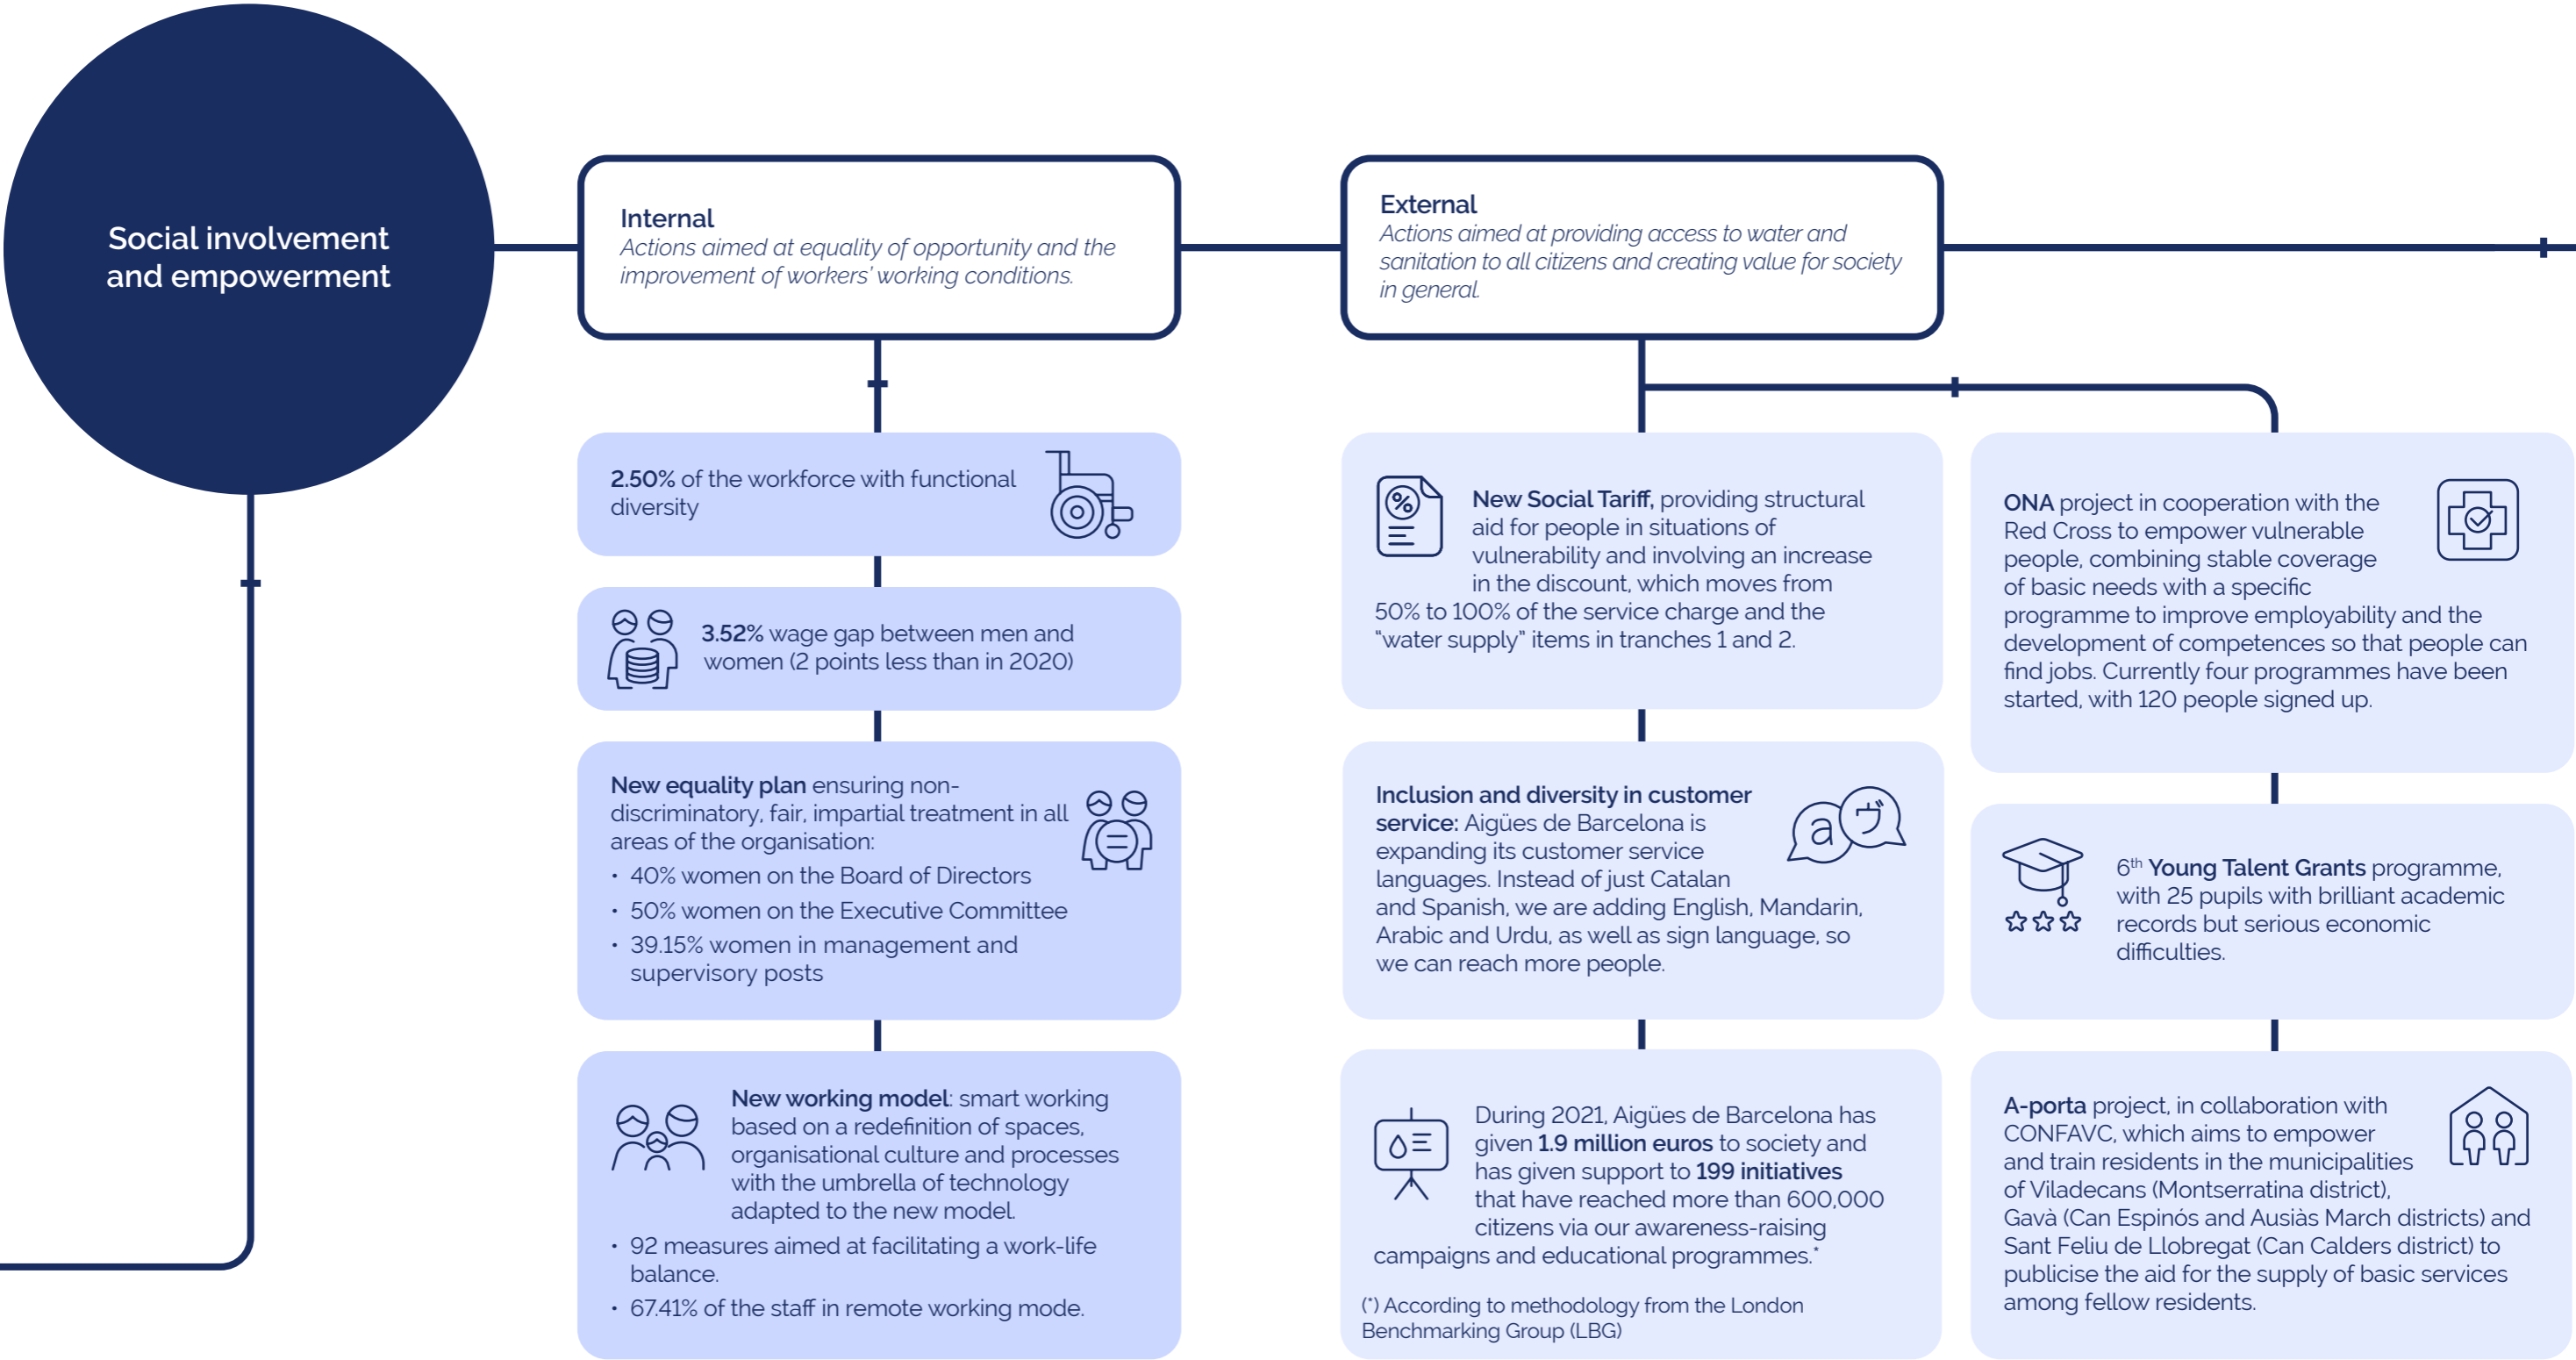 Social involvement
and empowerment
Internal
Actions aimed at equality of opportunity and the
improvement of workers' working conditions.
2.50% of the workforce with functional
diversity
3.52% wage gap between men and
women (2 points less than in 2020)
New equality plan ensuring non-
discriminatory, fair, impartial treatment in all
areas of the organisation:
• 40% women on the Board of Directors
• 50% women on the Executive Committee
• 39.15% women in management and
supervisory posts
New working model: smart working
based on a redefinition of spaces,
organisational culture and processes
with the umbrella of technology
adapted to the new model.
• 92 measures aimed at facilitating a work-life
balance.
• 67.41% of the staff in remote working mode.
External
Actions aimed at providing access to water and
sanitation to all citizens and creating value for society
in general.
%
New Social Tariff, providing structural
aid for people in situations of
vulnerability and involving an increase
in the discount, which moves from
50% to 100% of the service charge and the
“water supply” items in tranches 1 and 2.
Inclusion and diversity in customer
service: Aigües de Barcelona is
expanding its customer service
languages. Instead of just Catalan
and Spanish, we are adding English, Mandarin,
Arabic and Urdu, as well as sign language, so
we can reach more people.
a ヴ
During 2021, Aigües de Barcelona has
given 1.9 million euros to society and
has given support to 199 initiatives
that have reached more than 600,000
citizens via our awareness-raising
campaigns and educational programmes.*
(*) According to methodology from the London
Benchmarking Group (LBG)
ONA project in cooperation with the
Red Cross to empower vulnerable
people, combining stable coverage
of basic needs with a specific
programme to improve employability and the
development of competences so that people can
find jobs. Currently four programmes have been
started, with 120 people signed up.
6th Young Talent Grants programme,
with 25 pupils with brilliant academic
records but serious economic
difficulties.
A-porta project, in collaboration with
CONFAVC, which aims to empower
and train residents in the municipalities
of Viladecans (Montserratina district),
Gavà (Can Espinós and Ausiàs March districts) and
Sant Feliu de Llobregat (Can Calders district) to
publicise the aid for the supply of basic services
among fellow residents.